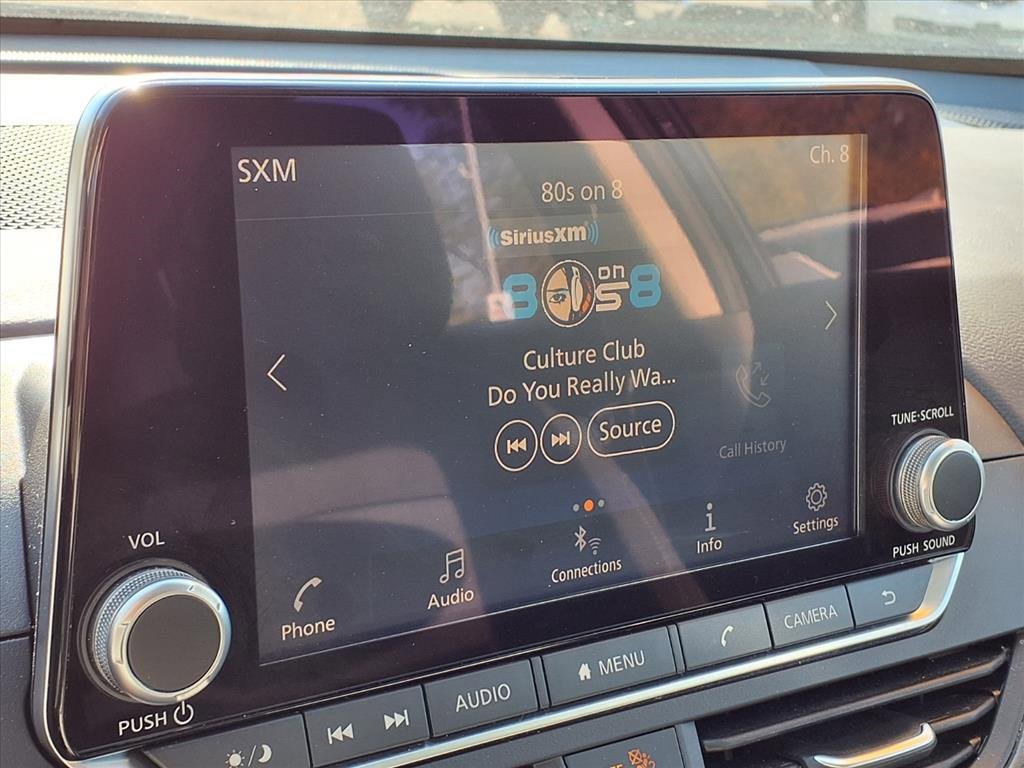 SXM
Ch. 8
80s on 8
SiriusXM
8 on 8
Culture Club
Do You Really Wa...
Source
Call History
Phone
Audio
Connections
Info
Settings
TUNE·SCROLL
PUSH SOUND
VOL
PUSH
AUDIO
MENU
CAMERA